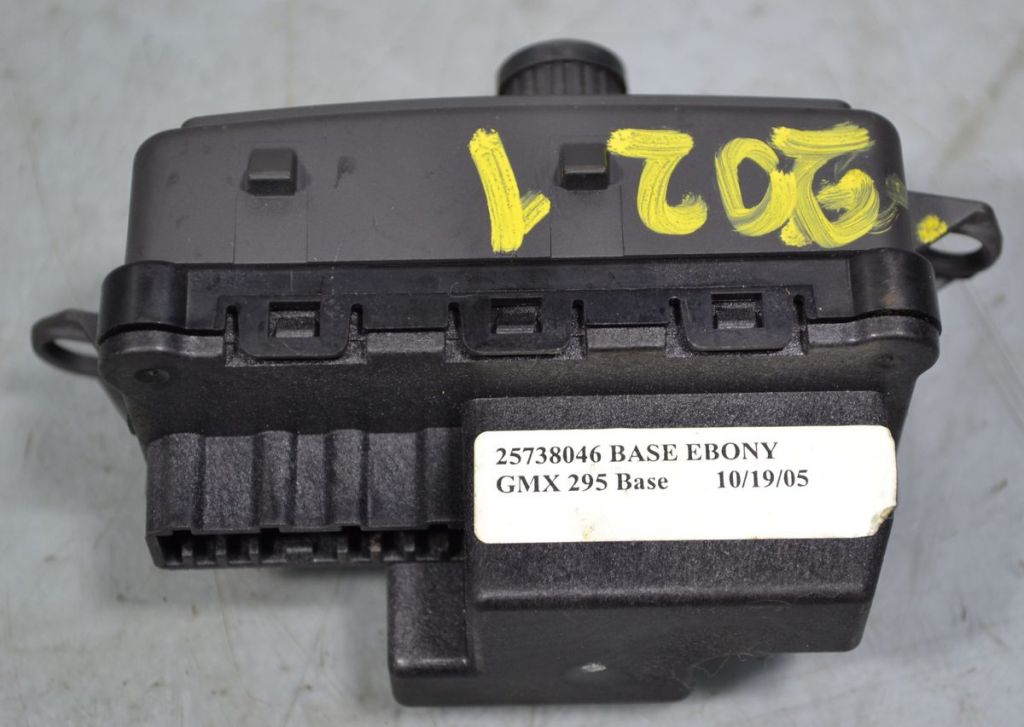 2021
25738046 BASE EBONY
GMX 295 Base 10/19/05